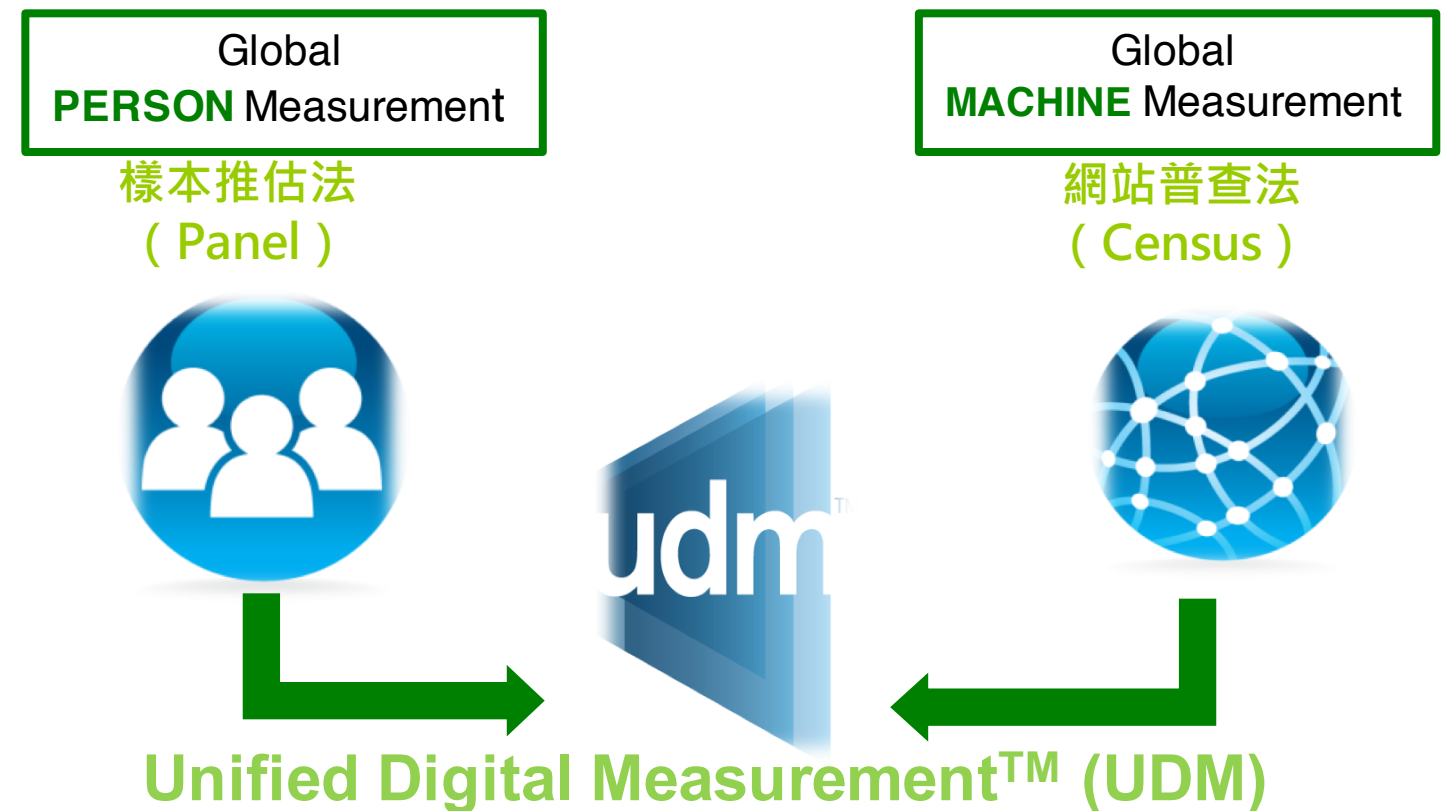 Global
PERSON Measurement
樣本推估法
（Panel）
Global
MACHINE Measurement
網站普查法
（Census）
udm™
Unified Digital Measurement™ (UDM)